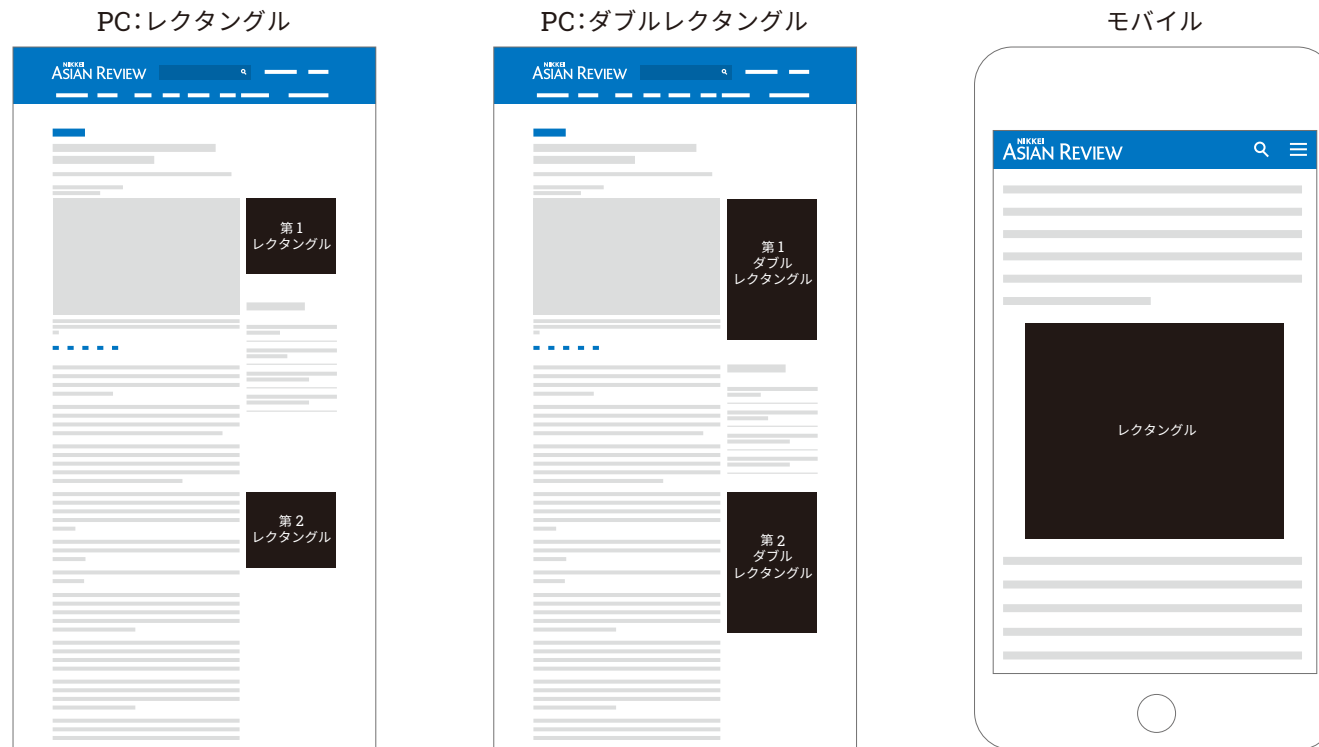 PC：レクタングル
NIKKEI
ASIAN REVIEW
第1
レクタングル
第2
レクタングル
PC：ダブルレクタングル
NIKKEI
ASIAN REVIEW
第1
ダブル
レクタングル
第2
ダブル
レクタングル
モバイル
NIKKEI
ASIAN REVIEW
レクタングル